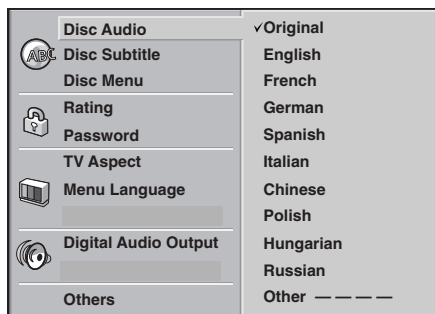 Disc Audio
Disc Subtitle
Disc Menu
Rating
Password
TV Aspect
Menu Language
Digital Audio Output
Others
✓Original
English
French
German
Spanish
Italian
Chinese
Polish
Hungarian
Russian
Other — — — —
ABC